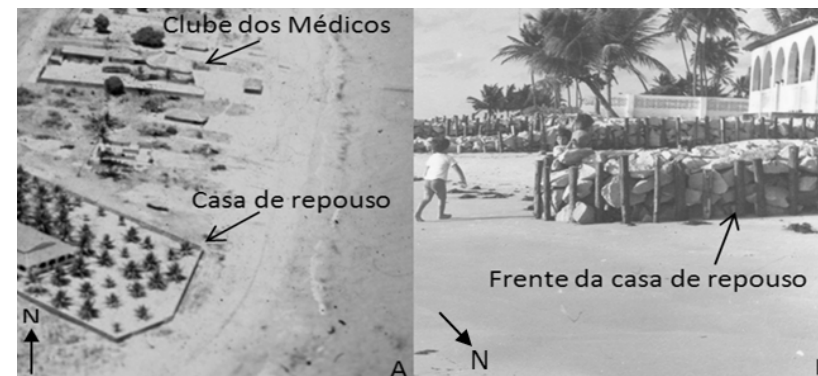 Clube dos Médicos
Casa de repouso
N
A
Frente da casa de repouso
N